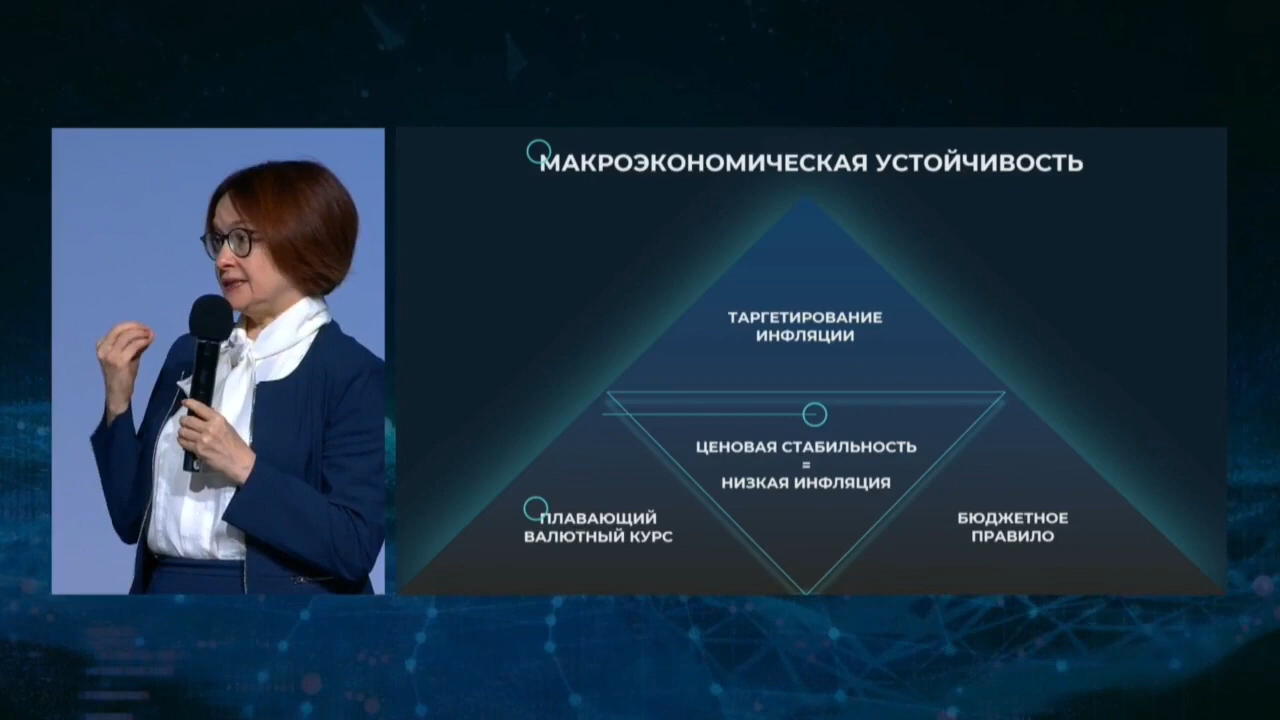 МАКРОЭКОНОМИЧЕСКАЯ УСТОЙЧИВОСТЬ
ТАРГЕТИРОВАНИЕ
ИНФЛЯЦИИ
ЦЕНОВАЯ СТАБИЛЬНОСТЬ
=
НИЗКАЯ ИНФЛЯЦИЯ
ПЛАВАЮЩИЙ
ВАЛЮТНЫЙ КУРС
БЮДЖЕТНОЕ
ПРАВИЛО